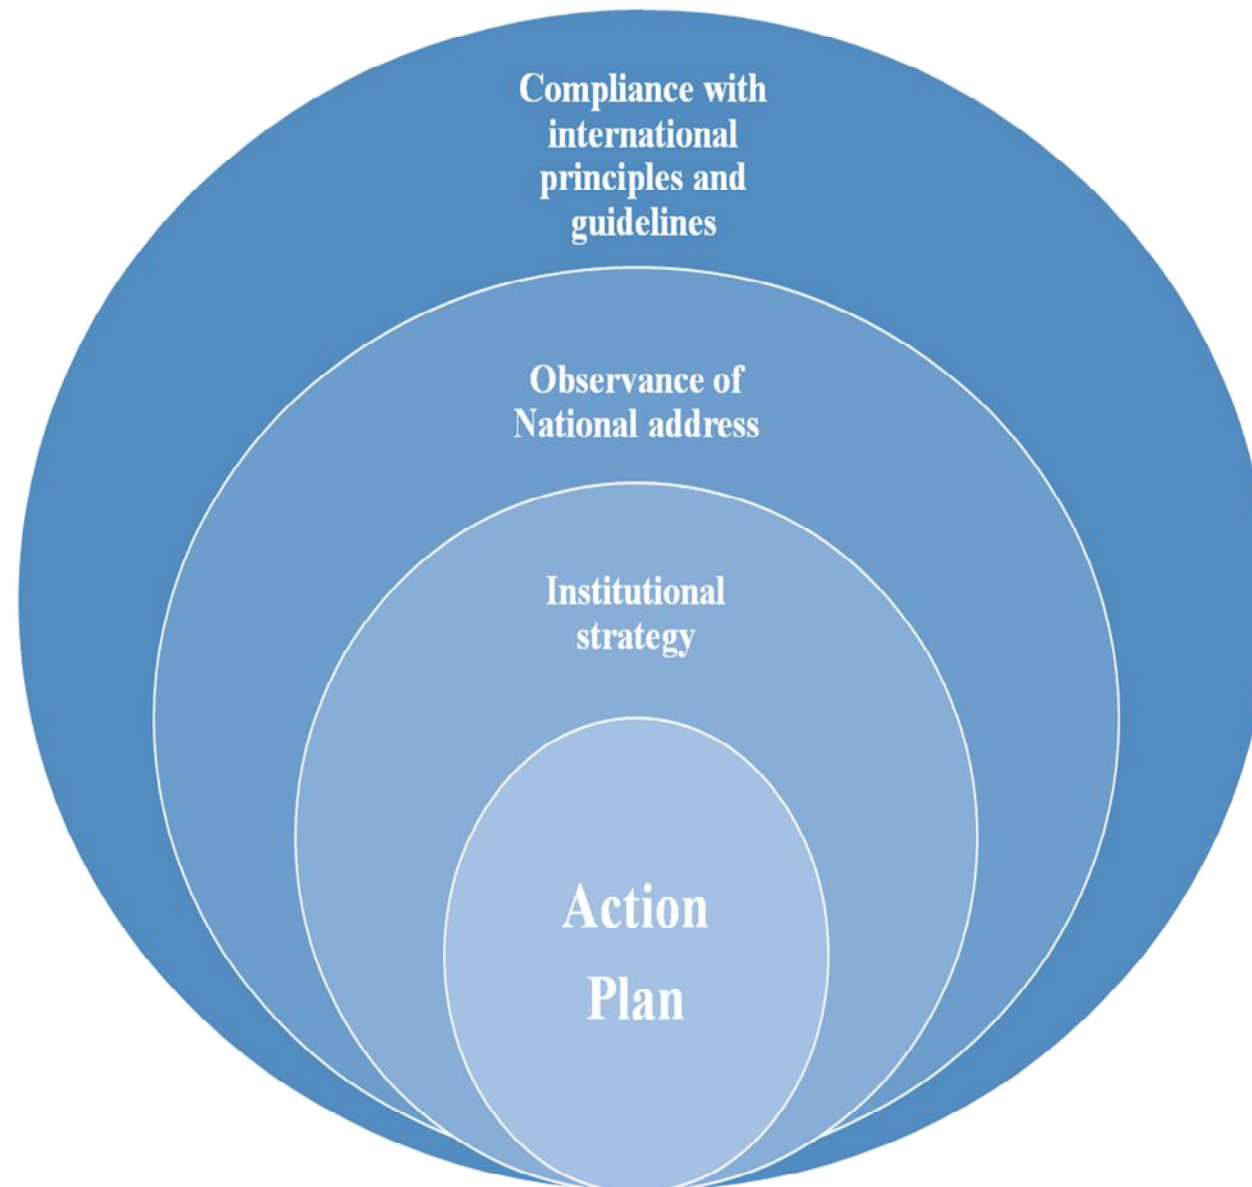 Compliance with
international
principles and
guidelines
Observance of
National address
Institutional
strategy
Action
Plan